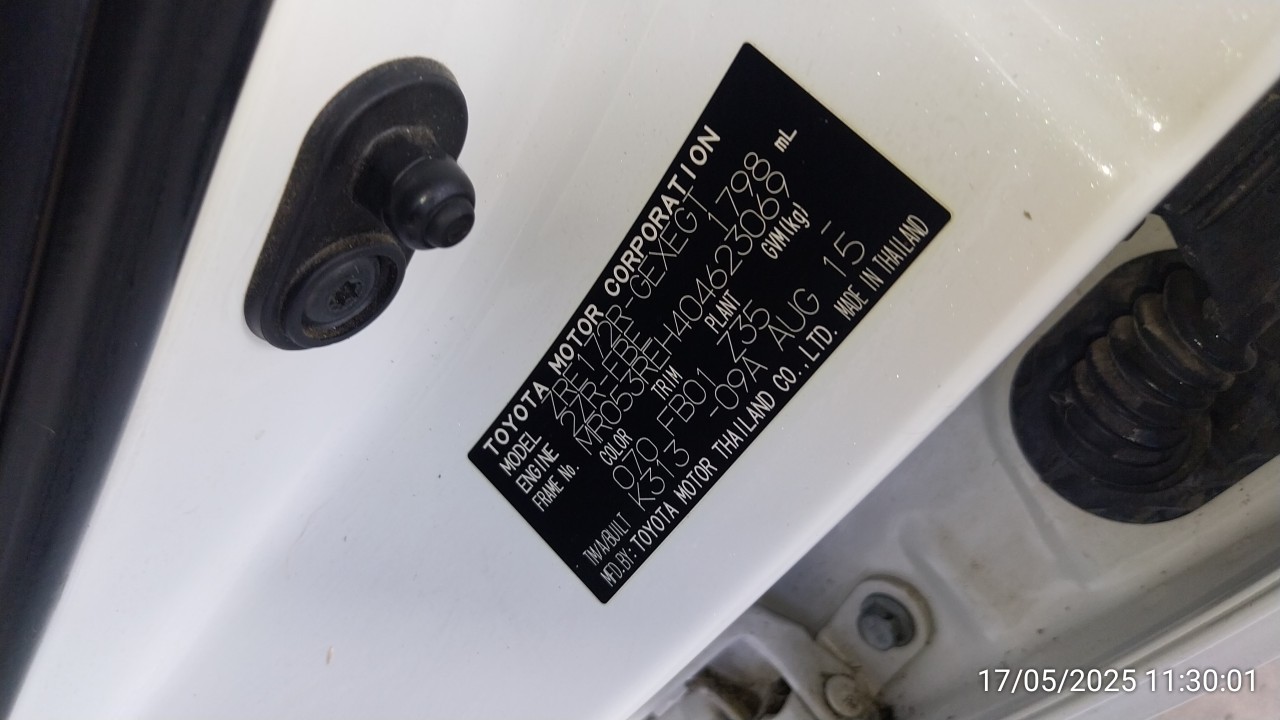 TOYOTA MOTOR CORPORATION
MODEL ZRE172R-GEXEGT
ENGINE 2ZR-FBE 1798 mL
FRAME No. MR053REH404623069
COLOR TRIM PLANT GVM(kg)
070 FB01 Z35 –
TM/A/BUILT K313 -09A AUG 15
MFD.BY: TOYOTA MOTOR THAILAND CO.,LTD. MADE IN THAILAND
17/05/2025 11:30:01